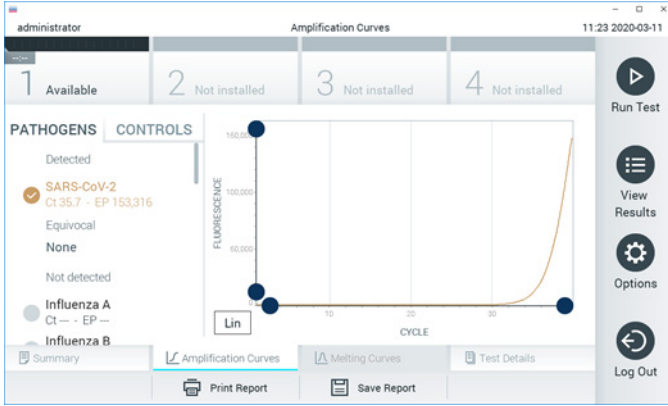 administrator
Amplification Curves
11:23 2020-03-11
--:--
1 Available
2 Not installed
3 Not installed
4 Not installed
Run Test
View
Results
Options
Log Out
PATHOGENS CONTROLS
Detected
SARS-CoV-2
Ct 35.7 - EP 153,316
Equivocal
None
Not detected
Influenza A
Ct --- - EP ---
Influenza B
150,000
100,000
50,000
0
FLUORESCENCE
10 20 30
CYCLE
Lin
Summary Amplification Curves Melting Curves Test Details
Print Report Save Report